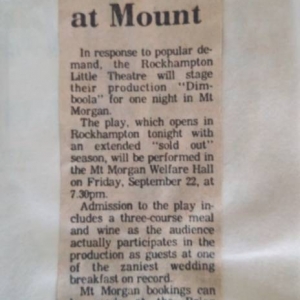 at Mount
In response to popular de-
mand, the Rockhampton
Little Theatre will stage
their production "Dim-
boola" for one night in Mt
Morgan.
The play, which opens in
Rockhampton tonight with
an extended "sold out"
season, will be performed in
the Mt Morgan Welfare Hall
on Friday, September 22, at
7.30pm.
Admission to the play in-
cludes a three-course meal
and wine as the audience
actually participates in the
production as guests at one
of the zaniest wedding
breakfast on record.
Mt Morgan bookings can